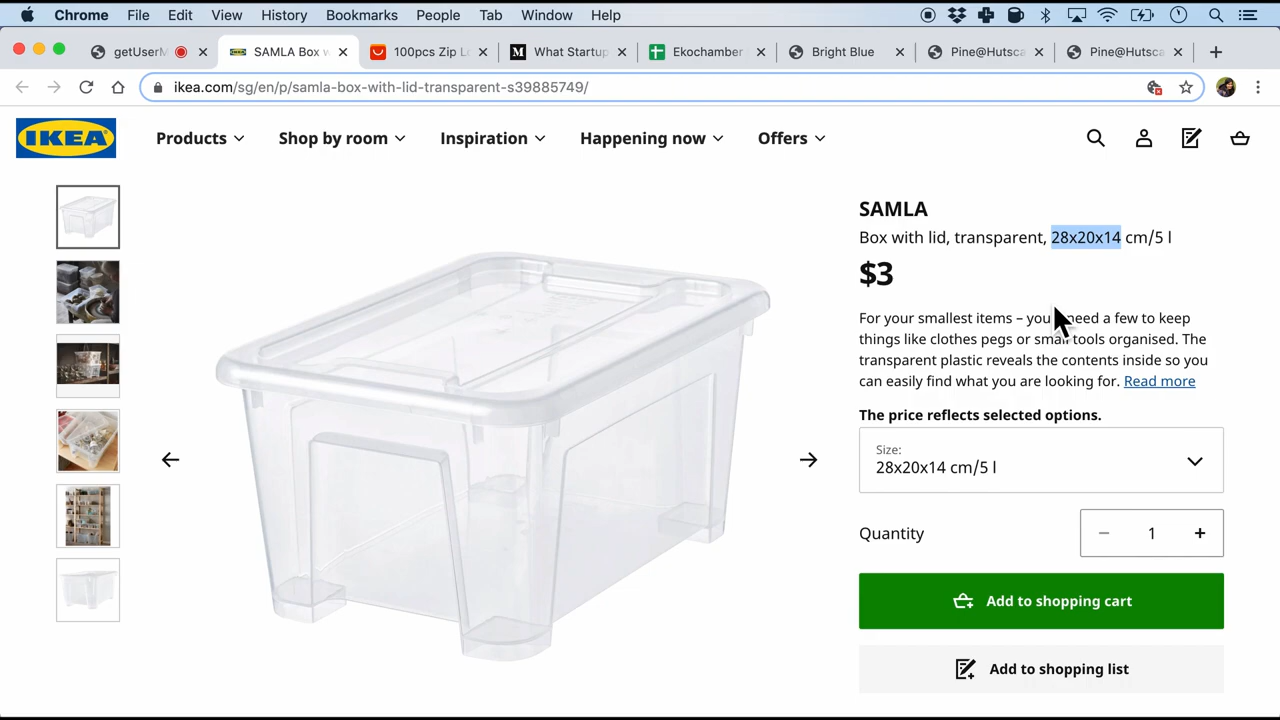 Chrome File Edit View History Bookmarks People Tab Window Help
getUserM SAMLA Box w 100pcs Zip Lo What Startup Ekochamber Bright Blue Pine@Hutsca Pine@Hutsca
ikea.com/sg/en/p/samla-box-with-lid-transparent-s39885749/
IKEA Products Shop by room Inspiration Happening now Offers
SAMLA
Box with lid, transparent, 28x20x14 cm/5 l
$3
For your smallest items – you need a few to keep
things like clothes pegs or small tools organised. The
transparent plastic reveals the contents inside so you
can easily find what you are looking for. Read more
The price reflects selected options.
Size:
28x20x14 cm/5 l
Quantity 1
Add to shopping cart
Add to shopping list